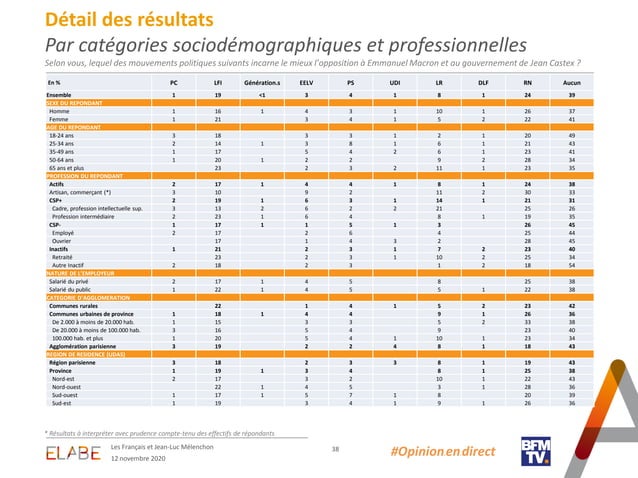 Détail des résultats
Par catégories sociodémographiques et professionnelles
Selon vous, lequel des mouvements politiques suivants incarne le mieux l'opposition à Emmanuel Macron et au gouvernement de Jean Castex ?
En % PC LFI Génération.s EELV PS UDI LR DLF RN Aucun
Ensemble 1 19 <1 3 4 1 8 1 24 39
SEXE DU REPONDANT
Homme 1 16 1 4 3 1 10 1 26 37
Femme 1 21 3 4 1 5 2 22 41
AGE DU REPONDANT
18-24 ans 3 18 3 3 1 2 1 20 49
25-34 ans 2 14 1 3 8 1 6 1 21 43
35-49 ans 1 17 5 4 2 6 1 23 41
50-64 ans 1 20 1 2 2 9 2 28 34
65 ans et plus 23 2 3 2 11 1 23 35
PROFESSION DU REPONDANT
Actifs 2 17 1 4 4 1 8 1 24 38
Artisan, commerçant (*) 3 10 9 2 11 2 30 33
CSP+ 2 19 1 6 3 1 14 1 21 31
Cadre, profession intellectuelle sup. 3 13 2 6 2 2 21 25 26
Profession intermédiaire 2 23 1 6 4 8 1 19 35
CSP- 1 17 1 1 5 1 3 26 45
Employé 2 17 2 6 4 25 44
Ouvrier 17 1 4 3 2 28 45
Inactifs 1 21 2 3 1 7 2 23 40
Retraité 23 2 3 1 10 2 25 34
Autre inactif 2 18 2 3 1 2 18 54
NATURE DE L'EMPLOYEUR
Salarié du privé 2 17 1 4 5 8 25 38
Salarié du public 1 22 1 4 5 5 1 22 38
CATEGORIE D'AGGLOMERATION
Communes rurales 22 1 4 1 5 2 23 42
Communes urbaines de province 1 18 1 4 4 9 1 26 36
De 2.000 à moins de 20.000 hab. 1 15 3 3 5 2 33 38
De 20.000 à moins de 100.000 hab. 3 16 5 4 9 23 40
100.000 hab. et plus 1 20 5 4 1 10 1 23 34
Agglomération parisienne 3 19 2 2 4 8 1 18 43
REGION DE RESIDENCE (UDA5)
Région parisienne 3 18 2 3 3 8 1 19 43
Province 1 19 1 3 4 8 1 25 38
Nord-est 2 17 3 2 10 1 22 43
Nord-ouest 22 1 4 5 3 1 28 36
Sud-ouest 1 17 1 5 7 1 8 20 39
Sud-est 1 19 3 4 1 9 1 26 36
* Résultats à interpréter avec prudence compte-tenu des effectifs de répondants
ELABE
Les Français et Jean-Luc Mélenchon
12 novembre 2020
38
#Opinion en direct
BFM
TV.